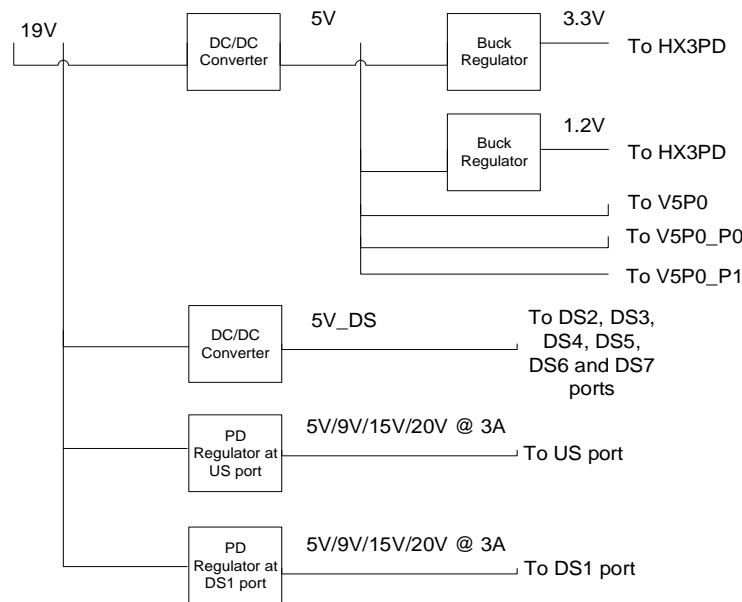 19V
DC/DC
Converter
5V
Buck
Regulator
3.3V
To HX3PD
Buck
Regulator
1.2V
To HX3PD
To V5P0
To V5P0_P0
To V5P0_P1
DC/DC
Converter
5V_DS
To DS2, DS3,
DS4, DS5,
DS6 and DS7
ports
PD
Regulator at
US port
5V/9V/15V/20V @ 3A
To US port
PD
Regulator at
DS1 port
5V/9V/15V/20V @ 3A
To DS1 port